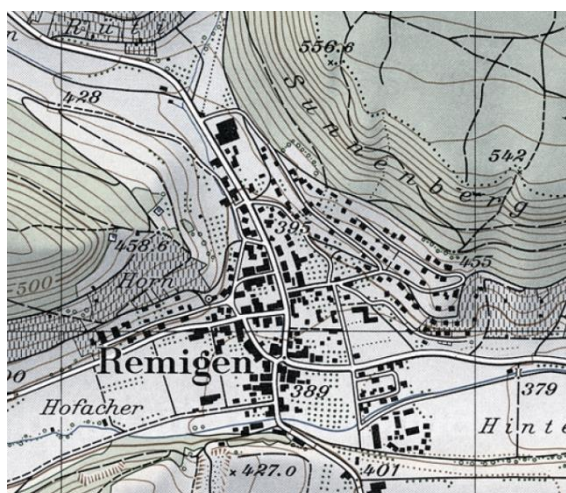 Rüti
n
556.6
428
Sunnenberg
542
395
458.6
455
500
Horn
Remigen
00
389
379
Hofacher
Hinte
427.0
401